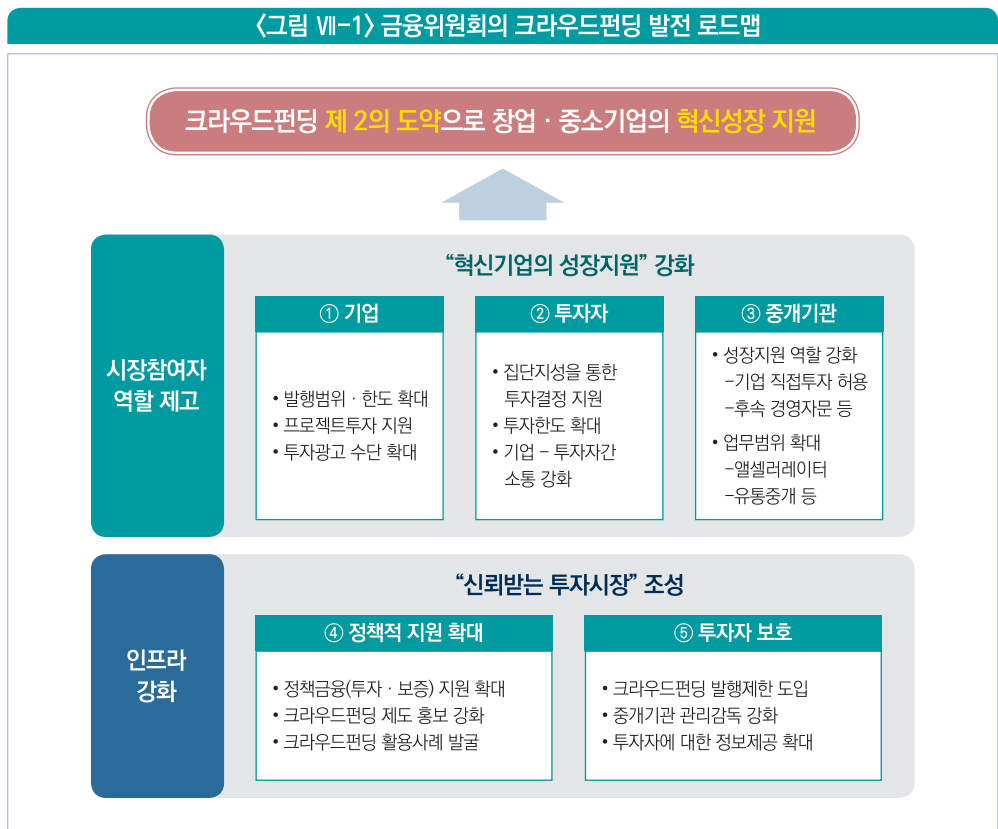 〈그림 Ⅶ-1〉 금융위원회의 크라우드펀딩 발전 로드맵
크라우드펀딩 제 2의 도약으로 창업 · 중소기업의 혁신성장 지원
시장참여자
역할 제고
“혁신기업의 성장지원” 강화
① 기업
• 발행범위 · 한도 확대
• 프로젝트투자 지원
• 투자광고 수단 확대
② 투자자
• 집단지성을 통한
투자결정 지원
• 투자한도 확대
• 기업 – 투자자간
소통 강화
③ 중개기관
• 성장지원 역할 강화
-기업 직접투자 허용
-후속 경영자문 등
• 업무범위 확대
-앨셀러레이터
-유통중개 등
인프라
강화
“신뢰받는 투자시장” 조성
④ 정책적 지원 확대
• 정책금융(투자 · 보증) 지원 확대
• 크라우드펀딩 제도 홍보 강화
• 크라우드펀딩 활용사례 발굴
⑤ 투자자 보호
• 크라우드펀딩 발행제한 도입
• 중개기관 관리감독 강화
• 투자자에 대한 정보제공 확대